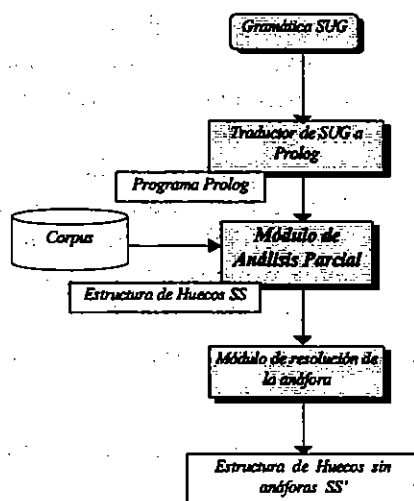 Gramática SUG
Traductor de SUG a
Prolog
Programa Prolog
Corpus
Módulo de
Análisis Parcial
Estructura de Huecos SS
Módulo de resolución de
la anáfora
Estructura de Huecos sin
anáforas SS'